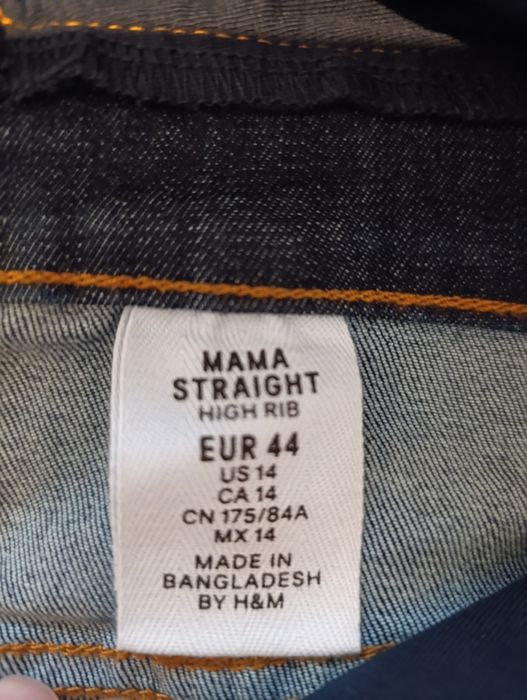 MAMA
STRAIGHT
HIGH RIB
EUR 44
US 14
CA 14
CN 175/84A
MX 14
MADE IN
BANGLADESH
BY H&M